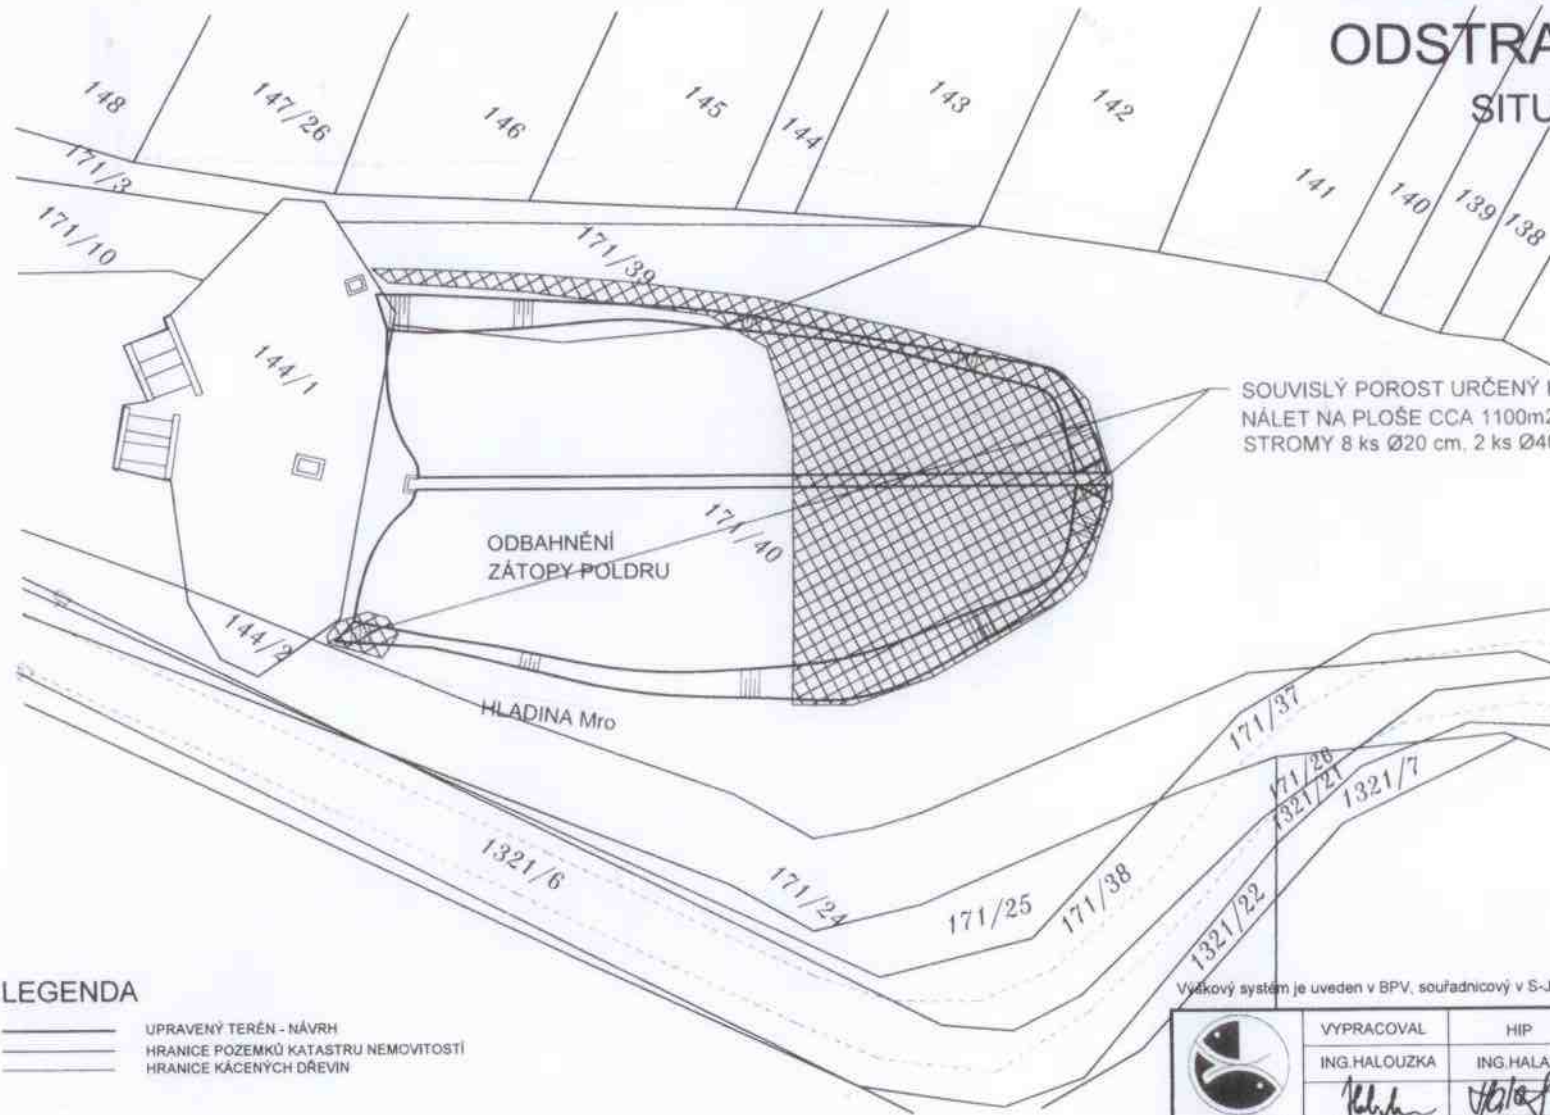 ODSTRA
SITU
148
147/26
146
145
144
143
142
141
140
139
138
171/3
171/10
171/39
144/1
SOUVISLÝ POROST URČENÝ
NÁLET NA PLOŠE CCA 1100m2
STROMY 8 ks Ø20 cm, 2 ks Ø40
171/40
ODBAHNĚNÍ
ZÁTOPY POLDRU
144/2
HLADINA Mro
171/37
171/26
1321/21
1321/7
1321/6
171/24
171/25
171/38
1321/22
LEGENDA
UPRAVENÝ TERÉN - NÁVRH
HRANICE POZEMKŮ KATASTRU NEMOVITOSTÍ
HRANICE KÁCENÝCH DŘEVIN
Výškový systém je uveden v BPV, souřadnicový v S-J
VYPRACOVAL HIP
ING.HALOUZKA ING.HALA